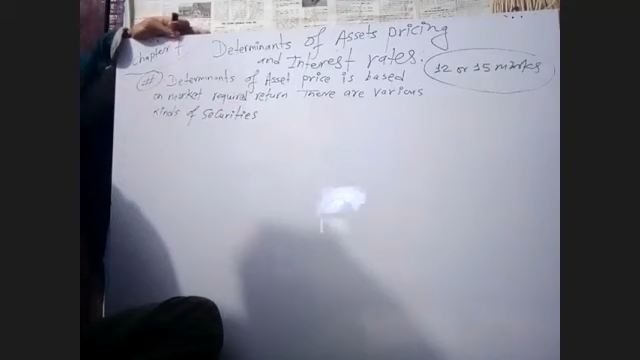 Chapter
Determinants of Assets pricing
and Interest rates.
12 or 15 marks
# Determinants of Asset price is based
on market required return There are various
kinds of Securities